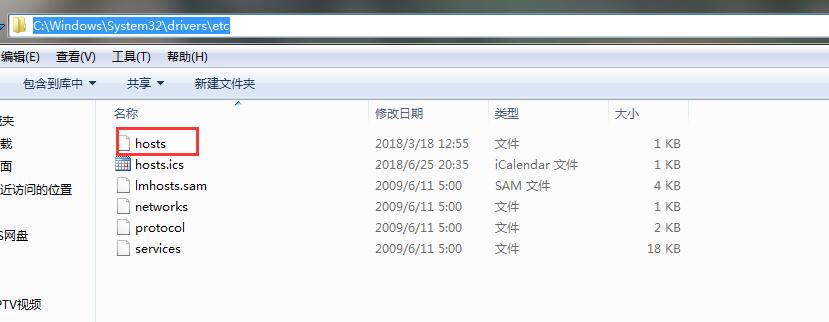 C:\Windows\System32\drivers\etc
编辑(E) 查看(V) 工具(T) 帮助(H)
包含到库中 共享 新建文件夹
名称 修改日期 类型 大小
hosts 2018/3/18 12:55 文件 1 KB
hosts.ics 2018/6/25 20:35 iCalendar 文件 1 KB
lmhosts.sam 2009/6/11 5:00 SAM 文件 4 KB
networks 2009/6/11 5:00 文件 1 KB
protocol 2009/6/11 5:00 文件 2 KB
services 2009/6/11 5:00 文件 18 KB
夹
载
面
近访问的位置
S网盘
PTV视频